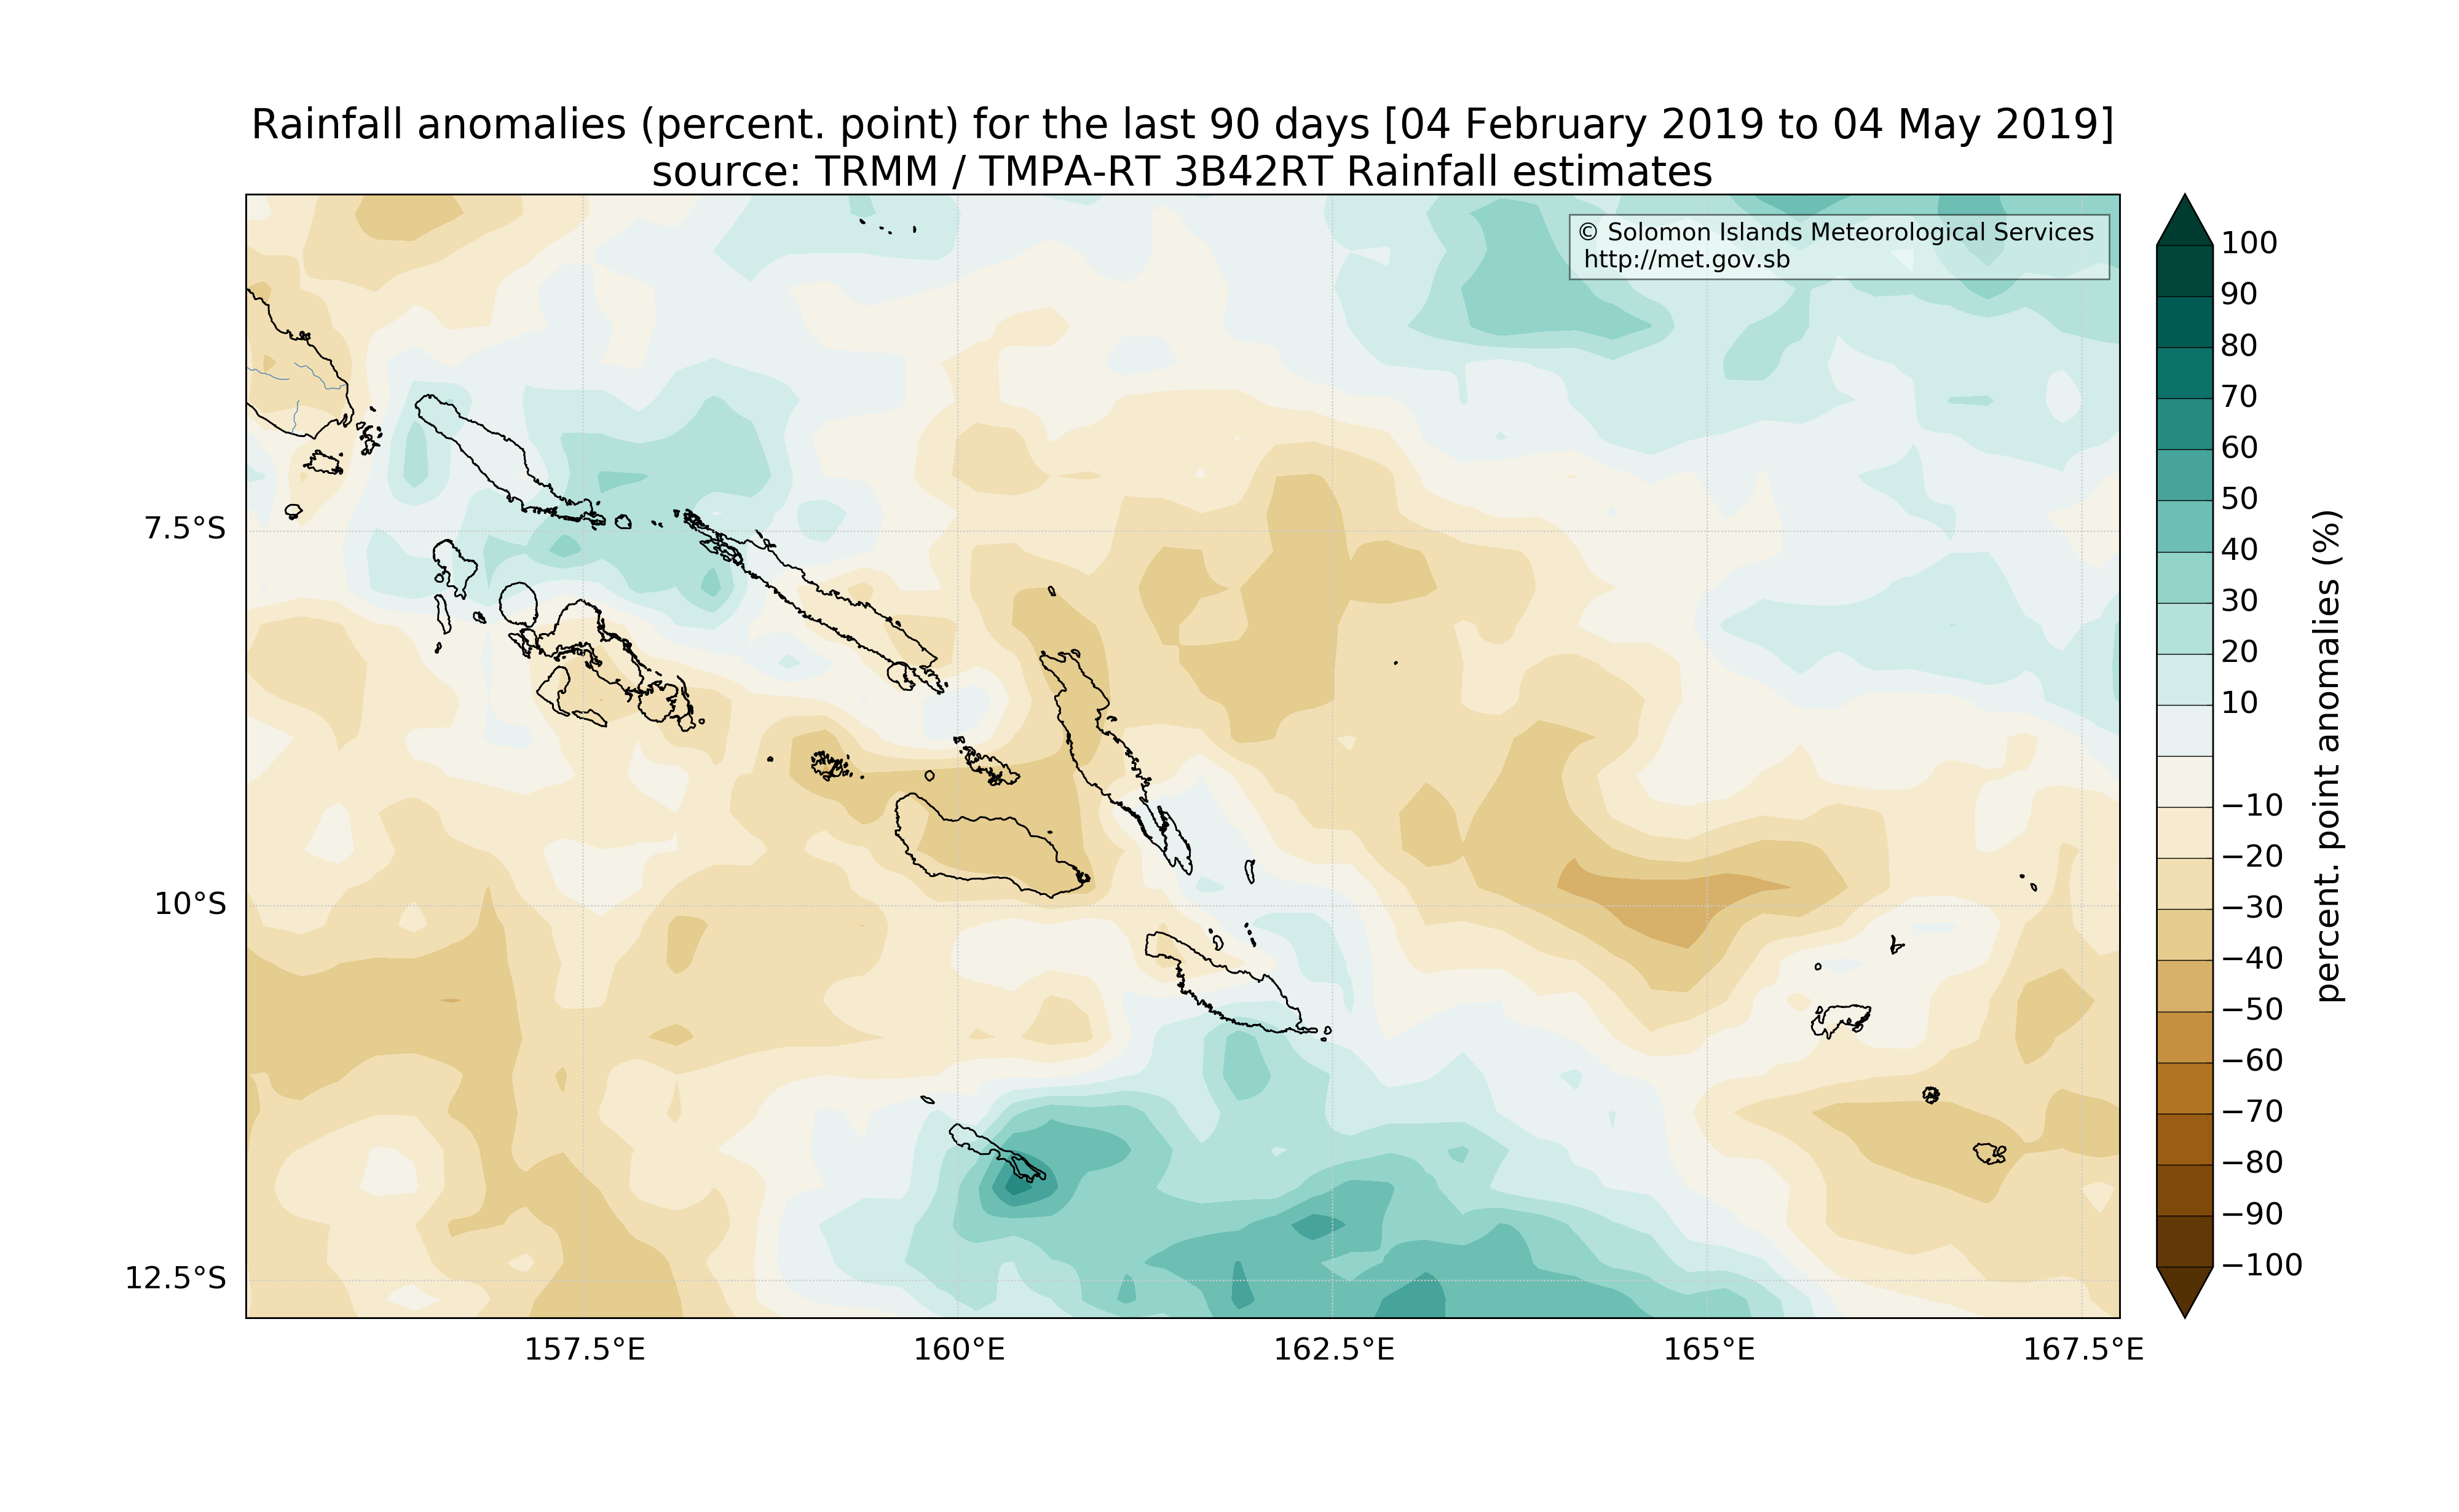 Rainfall anomalies (percent. point) for the last 90 days [04 February 2019 to 04 May 2019]
source: TRMM / TMPA-RT 3B42RT Rainfall estimates
© Solomon Islands Meteorological Services
http://met.gov.sb
7.5°S
10°S
12.5°S
157.5°E
160°E
162.5°E
165°E
167.5°E
100
90
80
70
60
50
40
30
20
10
−10
−20
−30
−40
−50
−60
−70
−80
−90
−100
percent. point anomalies (%)